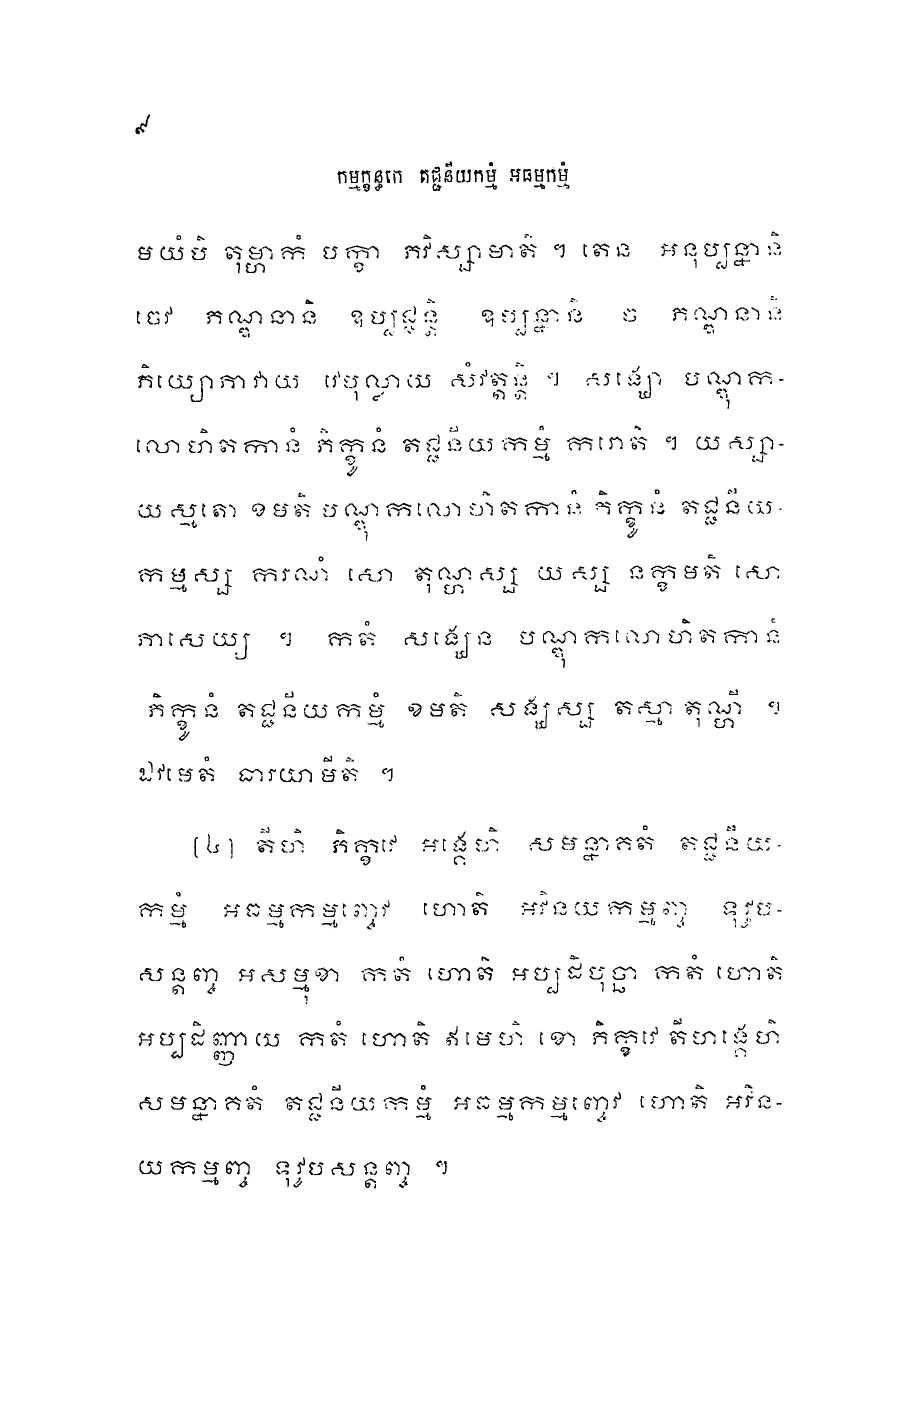 ៩
កម្មក្ខន្ធកេ តជ្ជនីយកម្មំ អធម្មកម្មំ
មយំបិ តុម្ហាកំ បក្ខា ភវិស្សាមាតិ ។ តេន អនុប្បន្នានិ
ចេវ ភណ្ឌនានិ ឧប្បជ្ជន្តិ ឧប្បន្នានិ ច ភណ្ឌនានិ
ភិយ្យោភាវាយ វេបុល្លាយ សំវត្តន្តិ ។ សង្ឃោ បណ្ឌុក-
លោហិតកានំ ភិក្ខូនំ តជ្ជនីយកម្មំ ករោតិ ។ យស្សា-
យស្មតោ ខមតិ បណ្ឌុកលោហិតកានំ ភិក្ខូនំ តជ្ជនីយ-
កម្មស្ស ករណំ សោ តុណ្ហស្ស យស្ស នក្ខមតិ សោ
ភាសេយ្យ ។ កតំ សង្ឃេន បណ្ឌុកលោហិតកានំ
ភិក្ខូនំ តជ្ជនីយកម្មំ ខមតិ សង្ឃស្ស តស្មា តុណ្ហី ។
ឯវមេតំ ធារយាមីតិ ។
(៤) តីហិ ភិក្ខវេ អង្គេហិ សមន្នាគតំ តជ្ជនីយ-
កម្មំ អធម្មកម្មញ្ចេវ ហោតិ អវិនយកម្មញ្ច ទុវូប-
សន្តញ្ច អសម្មុខា កតំ ហោតិ អប្បដិបុច្ឆា កតំ ហោតិ
អប្បដិញ្ញាយ កតំ ហោតិ ឥមេហិ ខោ ភិក្ខវេ តីហង្គេហិ
សមន្នាគតំ តជ្ជនីយកម្មំ អធម្មកម្មញ្ចេវ ហោតិ អវិន-
យកម្មញ្ច ទុវូបសន្តញ្ច ។